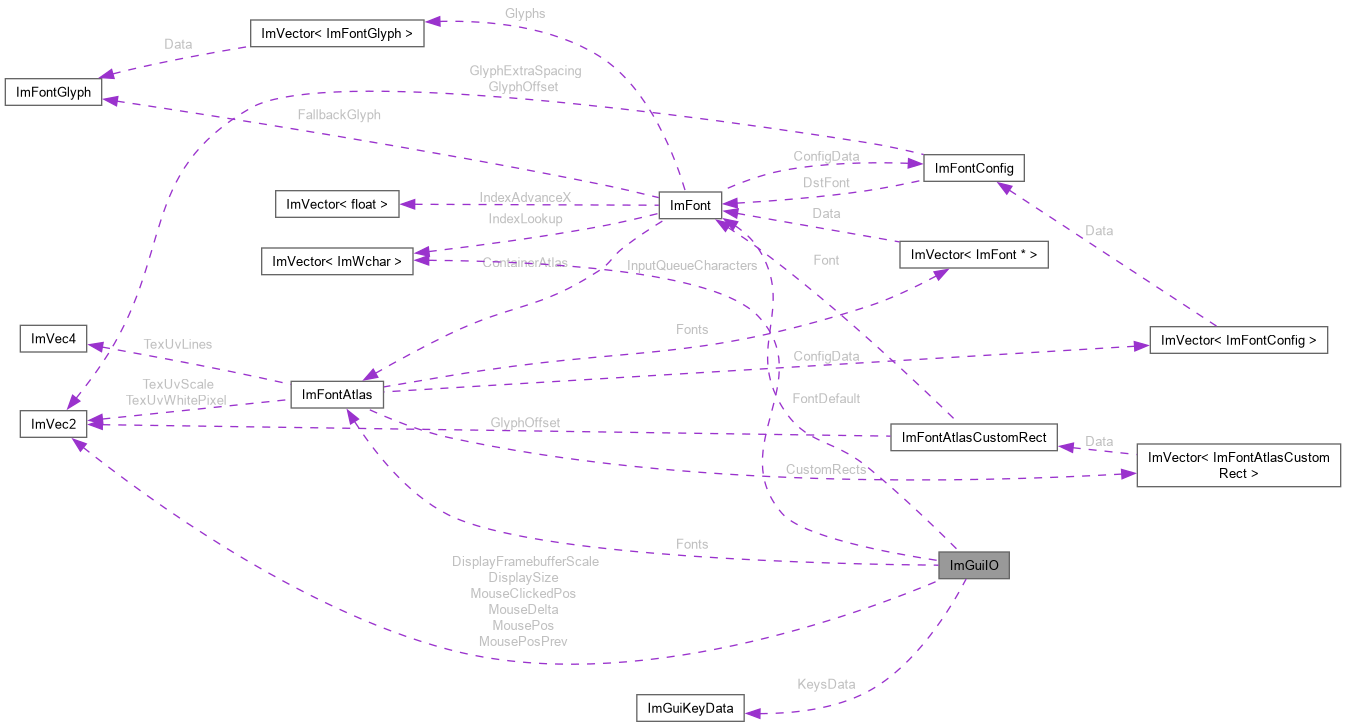 Glyphs
ImVector< ImFontGlyph >
Data
GlyphExtraSpacing
GlyphOffset
ImFontGlyph
FallbackGlyph
ConfigData
ImFontConfig
DstFont
IndexAdvanceX
ImVector< float >
ImFont
IndexLookup
Data
Data
ImVector< ImWchar >
ContainerAtlas
InputQueueCharacters
Font
ImVector< ImFont * >
Fonts
ImVec4
TexUvLines
ConfigData
ImVector< ImFontConfig >
TexUvScale
TexUvWhitePixel
ImFontAtlas
FontDefault
ImVec2
GlyphOffset
ImFontAtlasCustomRect
Data
ImVector< ImFontAtlasCustom
Rect >
CustomRects
Fonts
DisplayFramebufferScale
DisplaySize
MouseClickedPos
MouseDelta
MousePos
MousePosPrev
ImGuiIO
KeysData
ImGuiKeyData